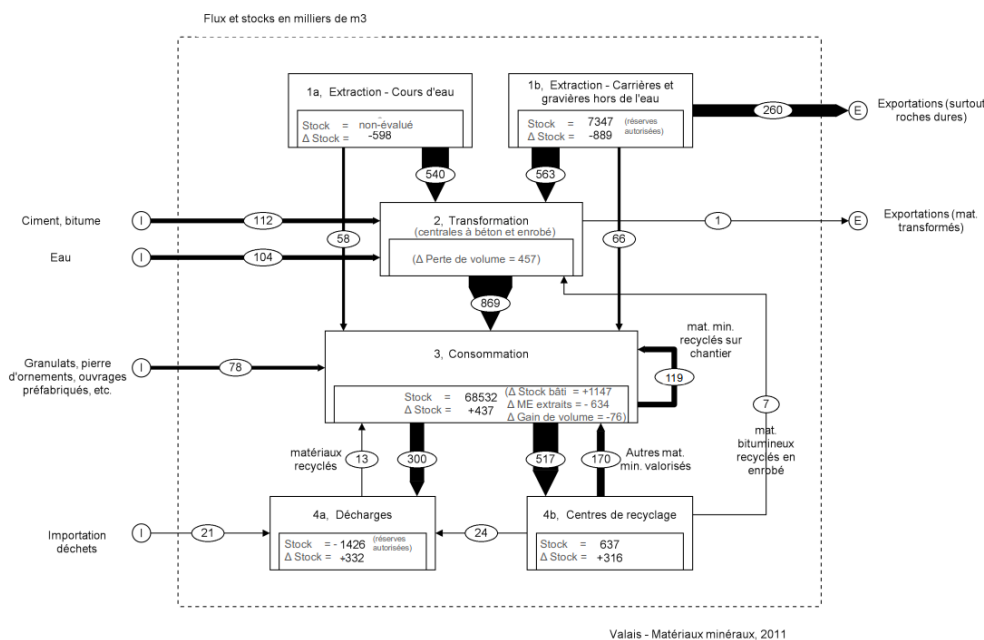 Flux et stocks en milliers de m3
1a, Extraction - Cours d'eau
Stock = non-évalué
Δ Stock = -598
1b, Extraction - Carrières et
gravières hors de l'eau
Stock = 7347 (réserves
autorisées)
Δ Stock = -889
260
E
Exportations (surtout
roches dures)
540
563
Ciment, bitume
I
112
2, Transformation
(centrales à béton et enrobé)
(Δ Perte de volume = 457)
1
E
Exportations (mat.
transformés)
58
66
Eau
I
104
869
mat. min.
recyclés sur
chantier
Granulats, pierre
d'ornements, ouvrages
préfabriqués, etc.
I
78
3, Consommation
Stock = 68532
Δ Stock = +437
(Δ Stock bâti = +1147
Δ ME extraits = - 634
Δ Gain de volume = -76)
119
7
mat.
bitumineux
recyclés en
enrobé
matériaux
recyclés
13
300
517
170
Autres mat.
min. valorisés
Importation
déchets
I
21
4a, Décharges
Stock = - 1426 (réserves
autorisées)
Δ Stock = +332
24
4b, Centres de recyclage
Stock = 637
Δ Stock = +316
Valais - Matériaux minéraux, 2011